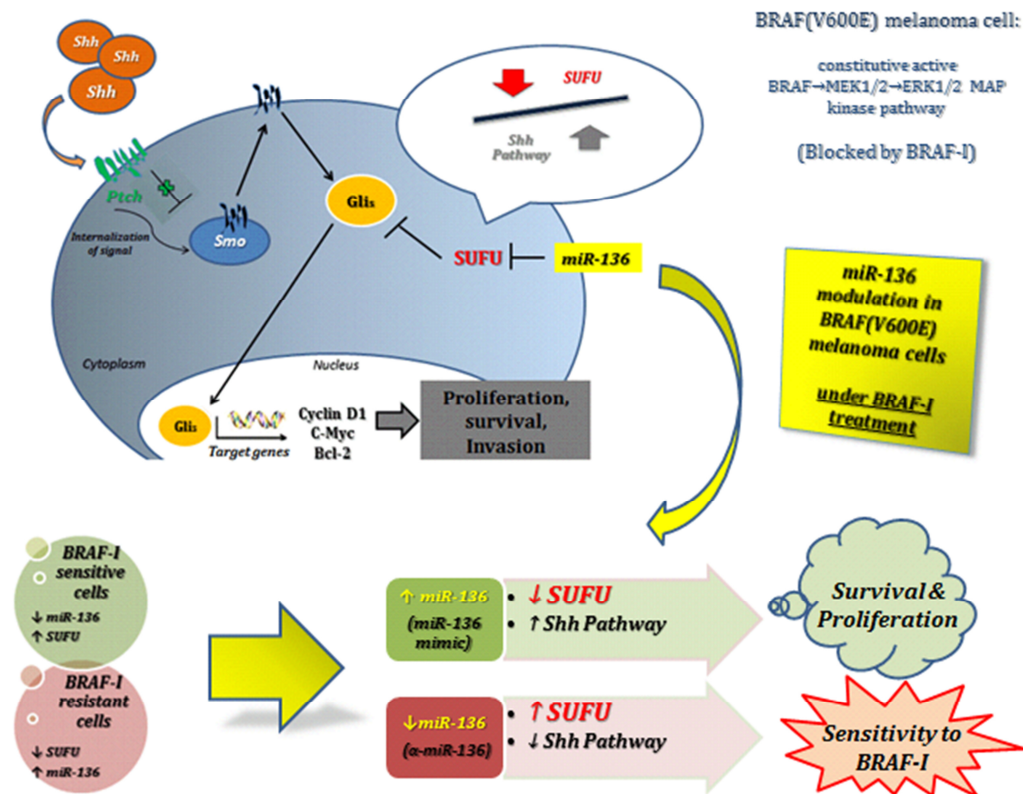 Shh
Shh
Shh
Ptch
Internalization
of signal
Smo
Glis
SUFU
miR-136
SUFU
Shh
Pathway
BRAF(V600E) melanoma cell:
constitutive active
BRAF→MEK1/2→ERK1/2 MAP
kinase pathway
(Blocked by BRAF-I)
miR-136
modulation in
BRAF(V600E)
melanoma cells
under BRAF-I
treatment
Cytoplasm
Nucleus
Glis
Target genes
Cyclin D1
C-Myc
Bcl-2
Proliferation,
survival,
Invasion
BRAF-I
sensitive
cells
↓ miR-136
↑ SUFU
BRAF-I
resistant
cells
↓ SUFU
↑ miR-136
↑ miR-136
(miR-136
mimic)
• ↓ SUFU
• ↑ Shh Pathway
Survival &
Proliferation
↓miR-136
(α-miR-136)
• ↑ SUFU
• ↓ Shh Pathway
Sensitivity to
BRAF-I